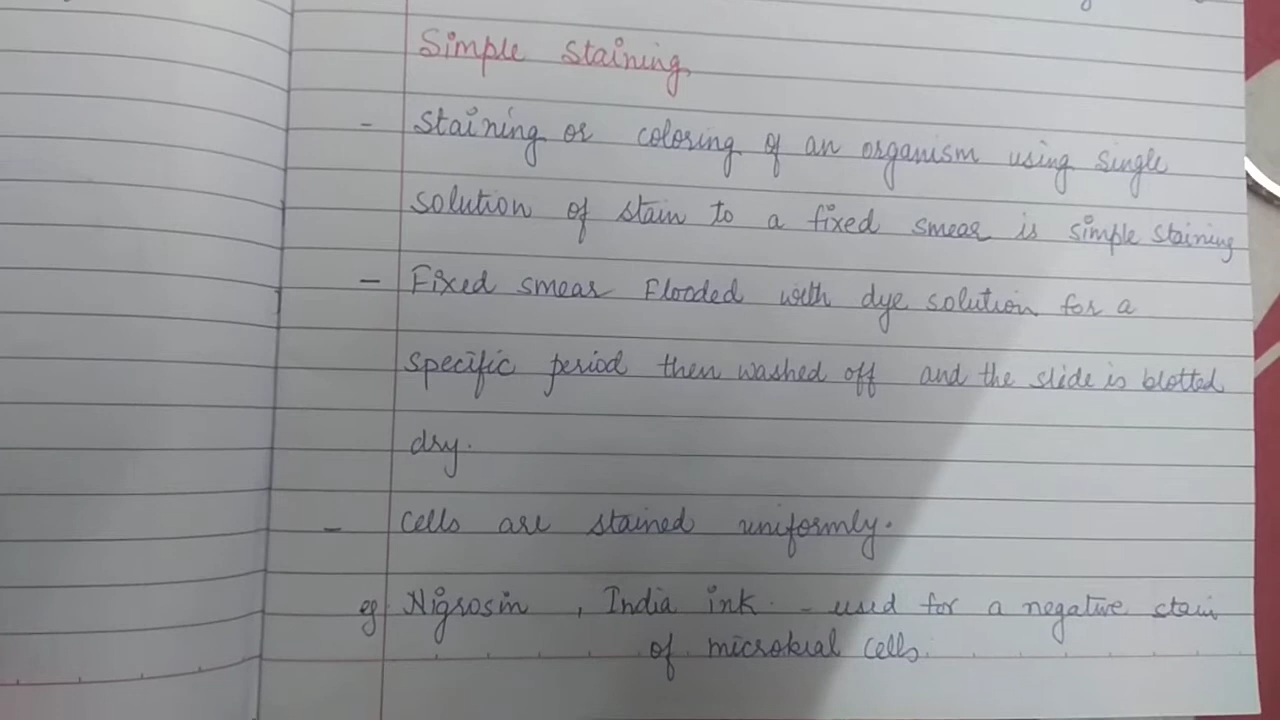 Simple Staining
- Staining or coloring of an organism using single
solution of stain to a fixed smear is simple staining
- Fixed smear Flooded with dye solution for a
specific period then washed off and the slide is blotted
dry.
- cells are stained uniformly.
eg. Nigrosin, India ink. - used for a negative stain
of microbial cells.